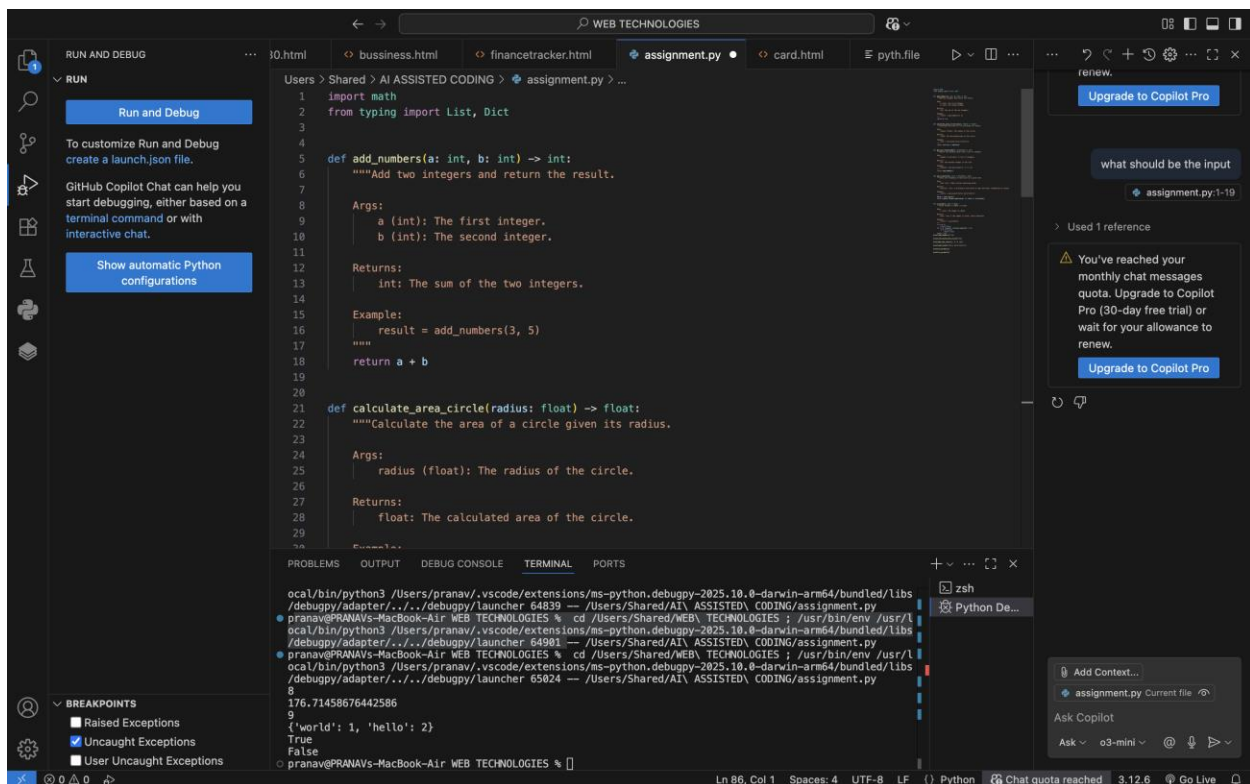 WEB TECHNOLOGIES
RUN AND DEBUG
RUN
Run and Debug
To customize Run and Debug
create a launch.json file.
GitHub Copilot Chat can help you
start debugging, either based on a
terminal command or with
interactive chat.
Show automatic Python
configurations
BREAKPOINTS
Raised Exceptions
Uncaught Exceptions
User Uncaught Exceptions
30.html bussiness.html financetracker.html assignment.py card.html pyth.file
Users > Shared > AI ASSISTED CODING > assignment.py > ...
1 import math
2 from typing import List, Dict
3
4
5 def add_numbers(a: int, b: int) -> int:
6 """Add two integers and return the result.
7
8 Args:
9 a (int): The first integer.
10 b (int): The second integer.
11
12 Returns:
13 int: The sum of the two integers.
14
15 Example:
16 result = add_numbers(3, 5)
17 """
18 return a + b
19
20
21 def calculate_area_circle(radius: float) -> float:
22 """Calculate the area of a circle given its radius.
23
24 Args:
25 radius (float): The radius of the circle.
26
27 Returns:
28 float: The calculated area of the circle.
29
30 Example:
PROBLEMS OUTPUT DEBUG CONSOLE TERMINAL PORTS
ocal/bin/python3 /Users/pranav/.vscode/extensions/ms-python.debugpy-2025.10.0-darwin-arm64/bundled/libs
/debugpy/adapter/../../debugpy/launcher 64839 -- /Users/Shared/AI\ ASSISTED\ CODING/assignment.py
pranav@PRANAVs-MacBook-Air WEB TECHNOLOGIES % cd /Users/Shared/WEB\ TECHNOLOGIES ; /usr/bin/env /usr/l
ocal/bin/python3 /Users/pranav/.vscode/extensions/ms-python.debugpy-2025.10.0-darwin-arm64/bundled/libs
/debugpy/adapter/../../debugpy/launcher 64901 -- /Users/Shared/AI\ ASSISTED\ CODING/assignment.py
pranav@PRANAVs-MacBook-Air WEB TECHNOLOGIES % cd /Users/Shared/WEB\ TECHNOLOGIES ; /usr/bin/env /usr/l
ocal/bin/python3 /Users/pranav/.vscode/extensions/ms-python.debugpy-2025.10.0-darwin-arm64/bundled/libs
/debugpy/adapter/../../debugpy/launcher 65024 -- /Users/Shared/AI\ ASSISTED\ CODING/assignment.py
8
176.71458676442586
9
{'world': 1, 'hello': 2}
True
False
pranav@PRANAVs-MacBook-Air WEB TECHNOLOGIES %
zsh
Python De...
renew.
Upgrade to Copilot Pro
what should be the input
assignment.py:1-19
Used 1 reference
You've reached your
monthly chat messages
quota. Upgrade to Copilot
Pro (30-day free trial) or
wait for your allowance to
renew.
Upgrade to Copilot Pro
Add Context...
assignment.py Current file
Ask Copilot
Ask o3-mini
0 0 Ln 86, Col 1 Spaces: 4 UTF-8 LF {} Python Chat quota reached 3.12.6 Go Live